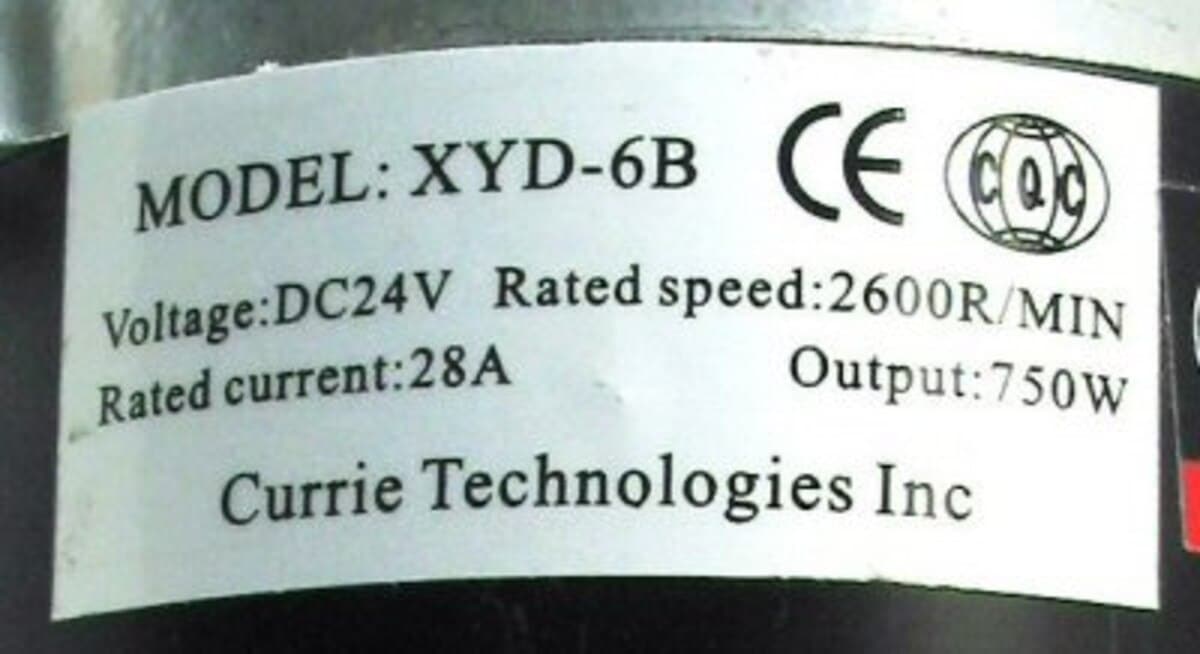 MODEL: XYD-6B CE CQC
Voltage:DC24V Rated speed:2600R/MIN
Rated current:28A Output:750W
Currie Technologies Inc